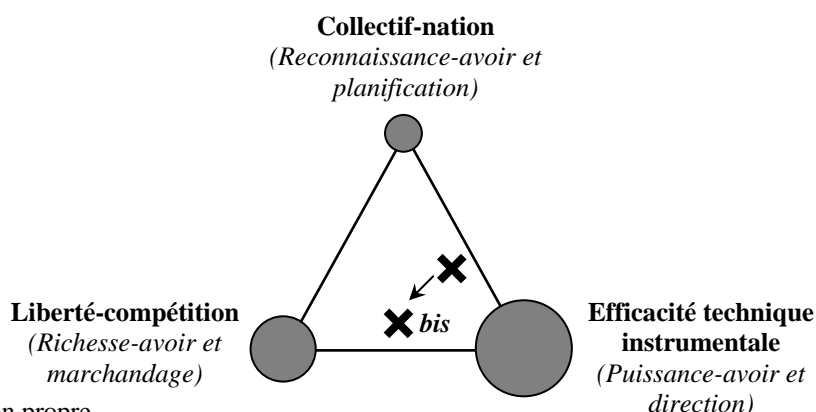 Collectif-nation
(Reconnaissance-avoir et
planification)
Liberté-compétition
(Richesse-avoir et
marchandage)
bis
Efficacité technique
instrumentale
(Puissance-avoir et
direction)
n propre